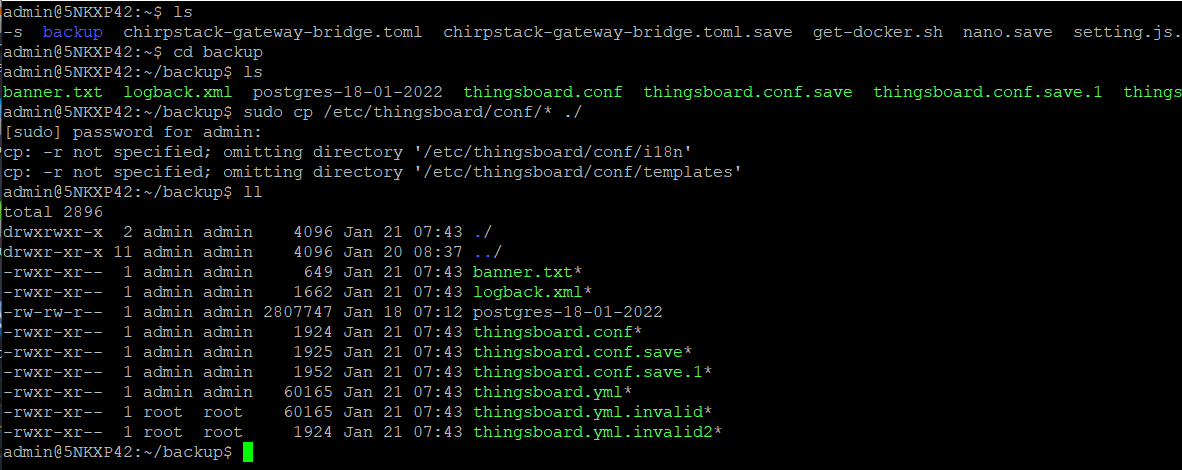 admin@5NKXP42:~$ ls
-s  backup  chirpstack-gateway-bridge.toml  chirpstack-gateway-bridge.toml.save  get-docker.sh  nano.save  setting.js.
admin@5NKXP42:~$ cd backup
admin@5NKXP42:~/backup$ ls
banner.txt  logback.xml  postgres-18-01-2022  thingsboard.conf  thingsboard.conf.save  thingsboard.conf.save.1  things
admin@5NKXP42:~/backup$ sudo cp /etc/thingsboard/conf/* ./
[sudo] password for admin:
cp: -r not specified; omitting directory '/etc/thingsboard/conf/i18n'
cp: -r not specified; omitting directory '/etc/thingsboard/conf/templates'
admin@5NKXP42:~/backup$ ll
total 2896
drwxrwxr-x  2 admin admin    4096 Jan 21 07:43 ./
drwxr-xr-x 11 admin admin    4096 Jan 20 08:37 ../
-rwxr-xr--  1 admin admin     649 Jan 21 07:43 banner.txt*
-rwxr-xr--  1 admin admin    1662 Jan 21 07:43 logback.xml*
-rw-rw-r--  1 admin admin 2807747 Jan 18 07:12 postgres-18-01-2022
-rwxr-xr--  1 admin admin    1924 Jan 21 07:43 thingsboard.conf*
-rwxr-xr--  1 admin admin    1925 Jan 21 07:43 thingsboard.conf.save*
-rwxr-xr--  1 admin admin    1952 Jan 21 07:43 thingsboard.conf.save.1*
-rwxr-xr--  1 admin admin   60165 Jan 21 07:43 thingsboard.yml*
-rwxr-xr--  1 root  root    60165 Jan 21 07:43 thingsboard.yml.invalid*
-rwxr-xr--  1 root  root     1924 Jan 21 07:43 thingsboard.yml.invalid2*
admin@5NKXP42:~/backup$